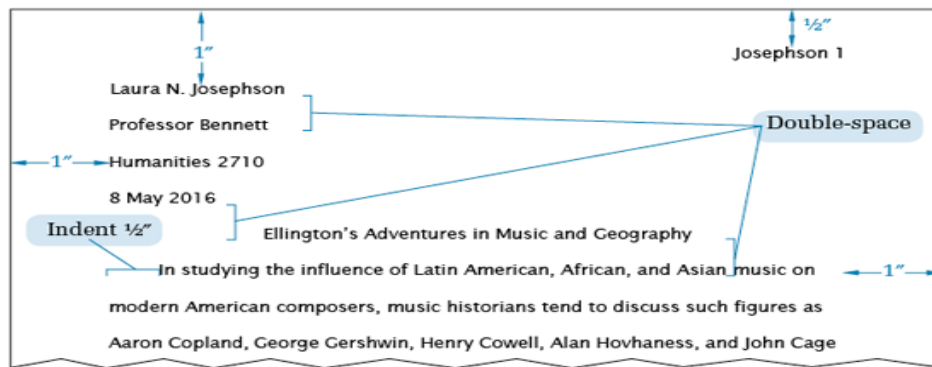 ½″
1″
Josephson 1
Laura N. Josephson
Professor Bennett
Double-space
1″
Humanities 2710
8 May 2016
Indent ½″
Ellington’s Adventures in Music and Geography
In studying the influence of Latin American, African, and Asian music on
1″
modern American composers, music historians tend to discuss such figures as
Aaron Copland, George Gershwin, Henry Cowell, Alan Hovhaness, and John Cage